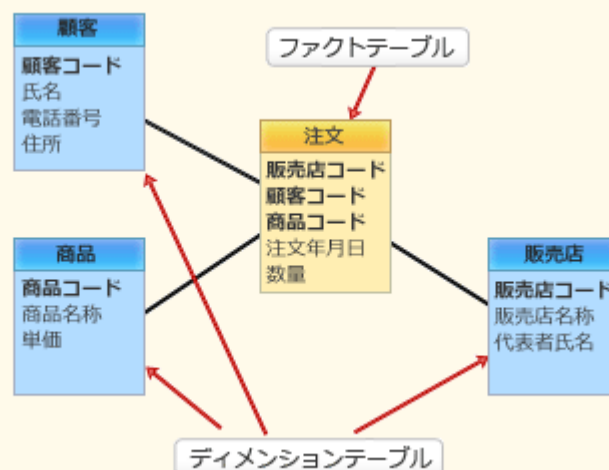 顧客
顧客コード
氏名
電話番号
住所
ファクトテーブル
注文
販売店コード
顧客コード
商品コード
注文年月日
数量
商品
商品コード
商品名称
単価
販売店
販売店コード
販売店名称
代表者氏名
ディメンションテーブル